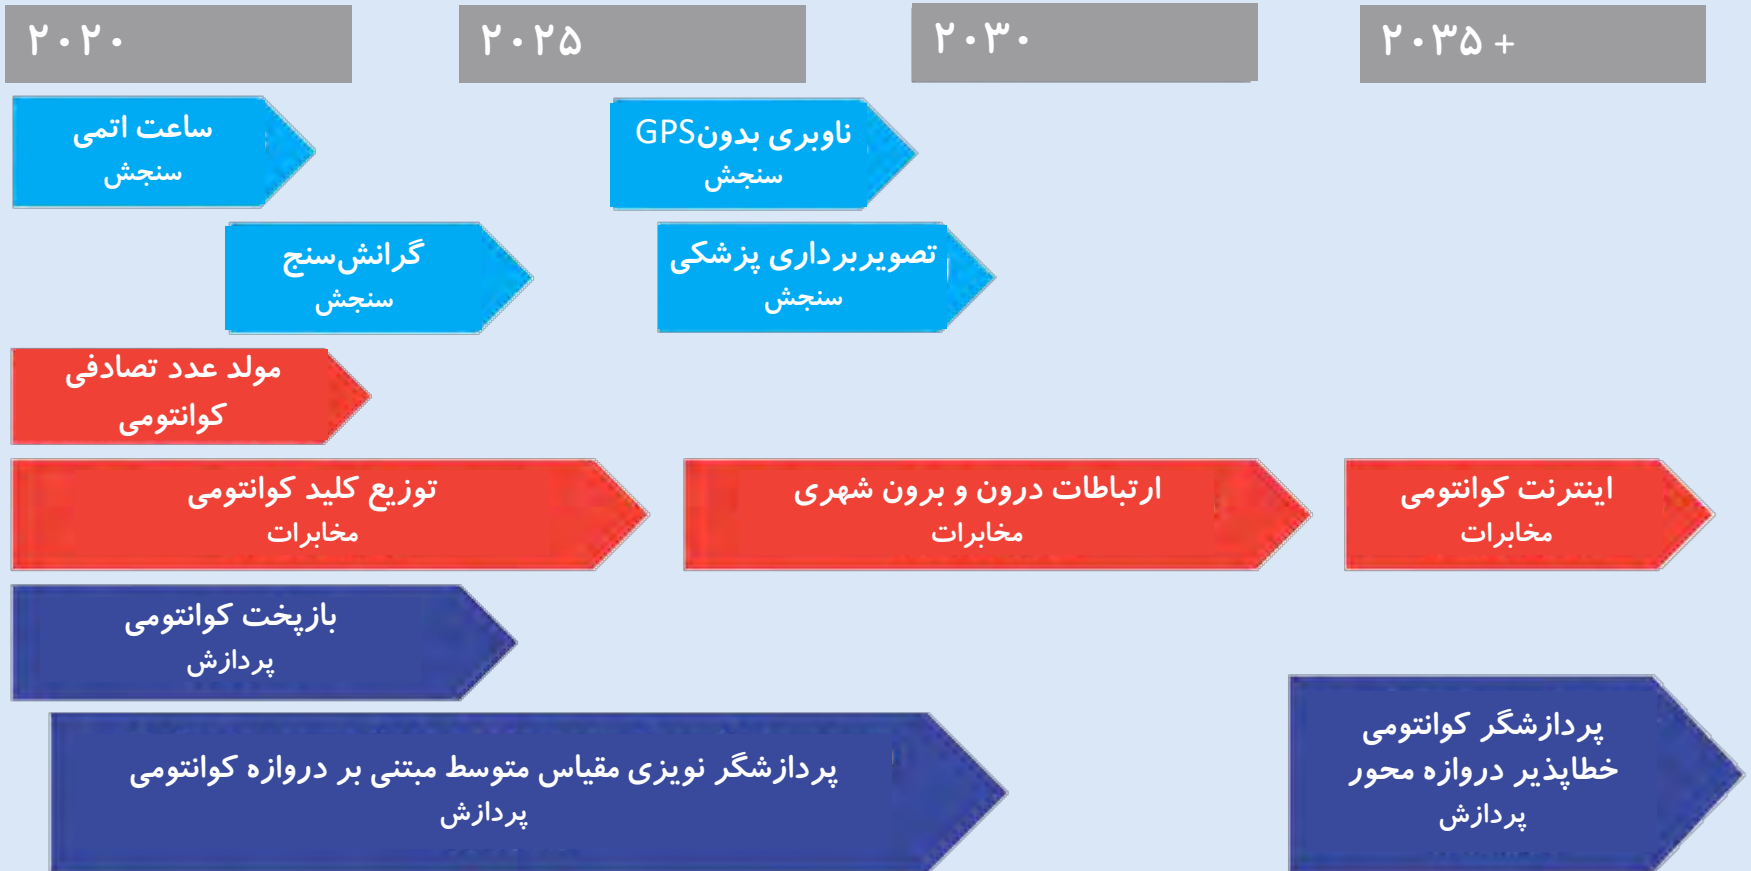 ۲۰۲۰
۲۰۲۵
۲۰۳۰
۲۰۳۵ +
ساعت اتمی
سنجش
ناوبری بدون GPS
سنجش
گرانش‌سنج
سنجش
تصویربرداری پزشکی
سنجش
مولد عدد تصادفی
کوانتومی
توزیع کلید کوانتومی
مخابرات
ارتباطات درون و برون شهری
مخابرات
اینترنت کوانتومی
مخابرات
بازپخت کوانتومی
پردازش
پردازشگر نویزی مقیاس متوسط مبتنی بر دروازه کوانتومی
پردازش
پردازشگر کوانتومی
خطاپذیر دروازه محور
پردازش